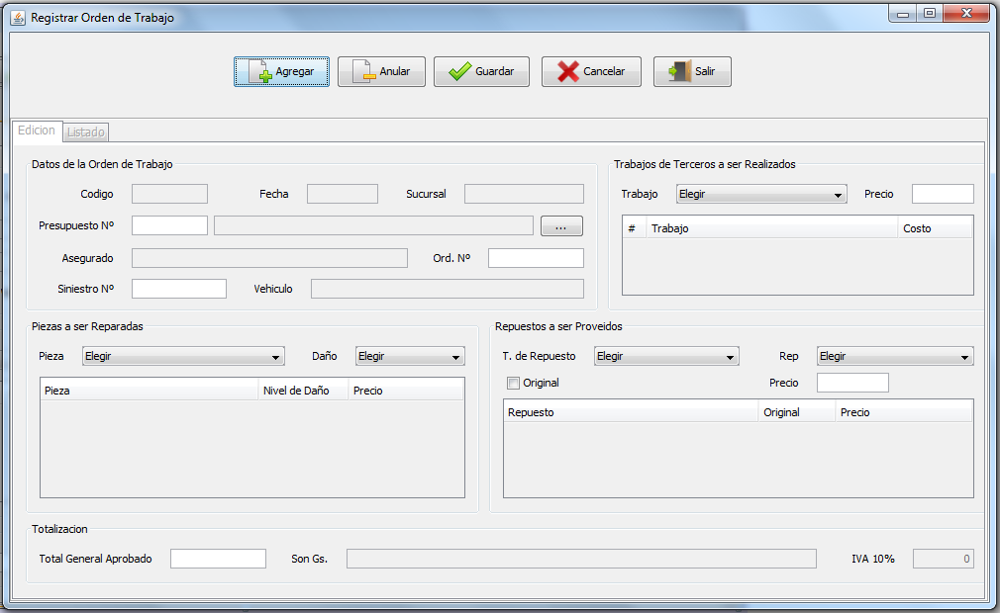 Registrar Orden de Trabajo
Agregar Anular Guardar Cancelar Salir
Edicion Listado
Datos de la Orden de Trabajo
Codigo Fecha Sucursal
Presupuesto Nº ...
Asegurado Ord. Nº
Siniestro Nº Vehiculo
Trabajos de Terceros a ser Realizados
Trabajo Elegir Precio
# Trabajo Costo
Piezas a ser Reparadas
Pieza Elegir Daño Elegir
Pieza Nivel de Daño Precio
Repuestos a ser Proveidos
T. de Repuesto Elegir Rep Elegir
Original Precio
Repuesto Original Precio
Totalizacion
Total General Aprobado Son Gs. IVA 10% 0